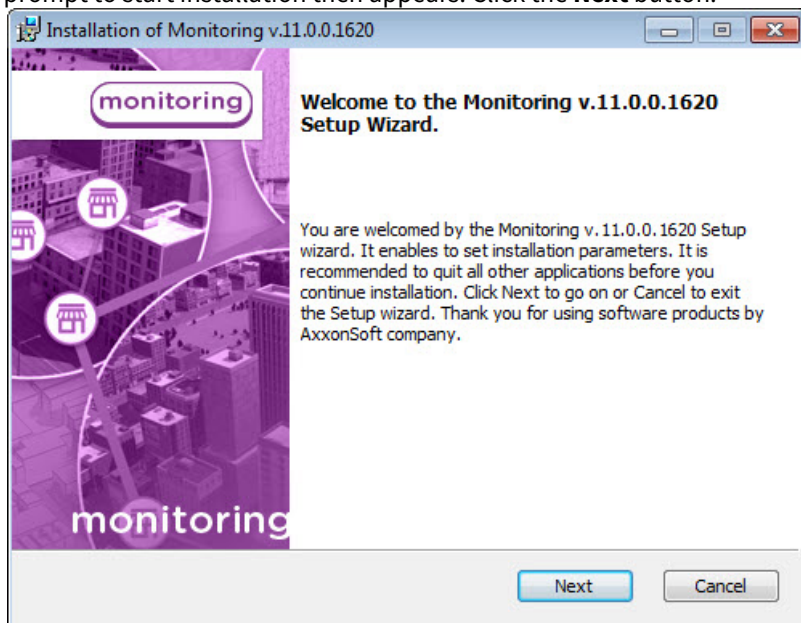 prompt to start installation then appears. Click the Next button.
Installation of Monitoring v.11.0.0.1620
monitoring
Welcome to the Monitoring v.11.0.0.1620
Setup Wizard.
You are welcomed by the Monitoring v.11.0.0.1620 Setup
wizard. It enables to set installation parameters. It is
recommended to quit all other applications before you
continue installation. Click Next to go on or Cancel to exit
the Setup wizard. Thank you for using software products by
AxxonSoft company.
monitoring
Next
Cancel